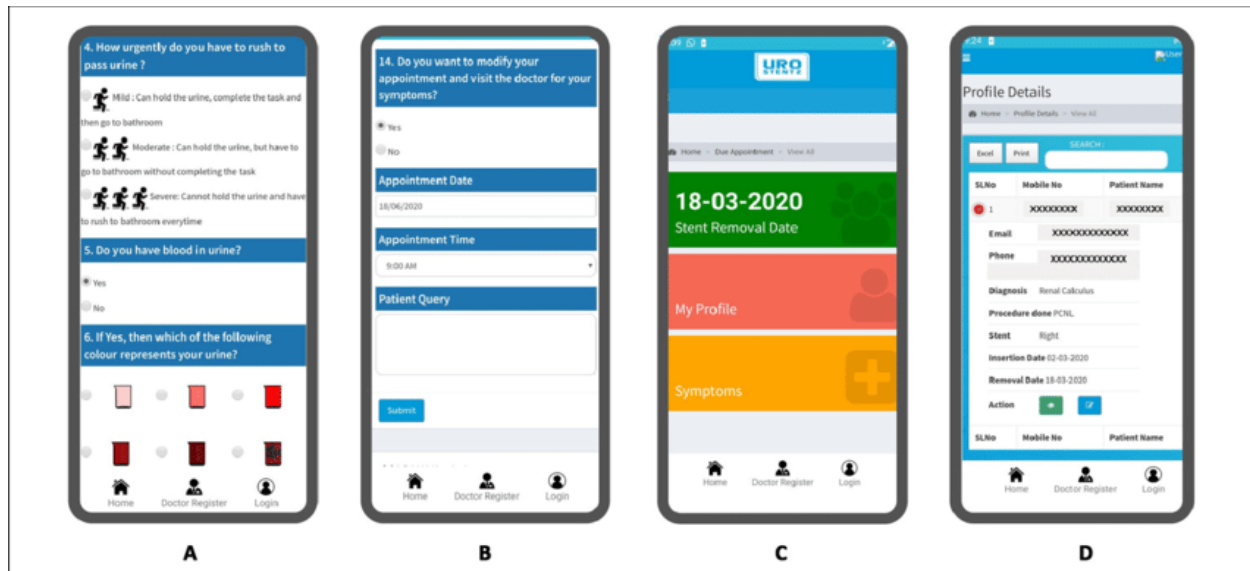 4. How urgently do you have to rush to
pass urine ?
Mild : Can hold the urine, complete the task and
then go to bathroom
Moderate : Can hold the urine, but have to
go to bathroom without completing the task
Severe: Cannot hold the urine and have
to rush to bathroom everytime
5. Do you have blood in urine?
Yes
No
6. If Yes, then which of the following
colour represents your urine?
Home Doctor Register Login
A
14. Do you want to modify your
appointment and visit the doctor for your
symptoms?
Yes
No
Appointment Date
18/06/2020
Appointment Time
9:00 AM
Patient Query
Submit
Home Doctor Register Login
B
URO
STENTZ
Home - Due Appointment - View All
18-03-2020
Stent Removal Date
My Profile
Symptoms
Home Doctor Register Login
C
:24
User
Profile Details
Home - Profile Details - View All
Excel Print SEARCH :
SLNo Mobile No Patient Name
1 XXXXXXXX XXXXXXXX
Email XXXXXXXXXXXXX
Phone XXXXXXXXXXXXX
Diagnosis Renal Calculus
Procedure done PCNL
Stent Right
Insertion Date 02-03-2020
Removal Date 18-03-2020
Action
SLNo Mobile No Patient Name
Home Doctor Register Login
D